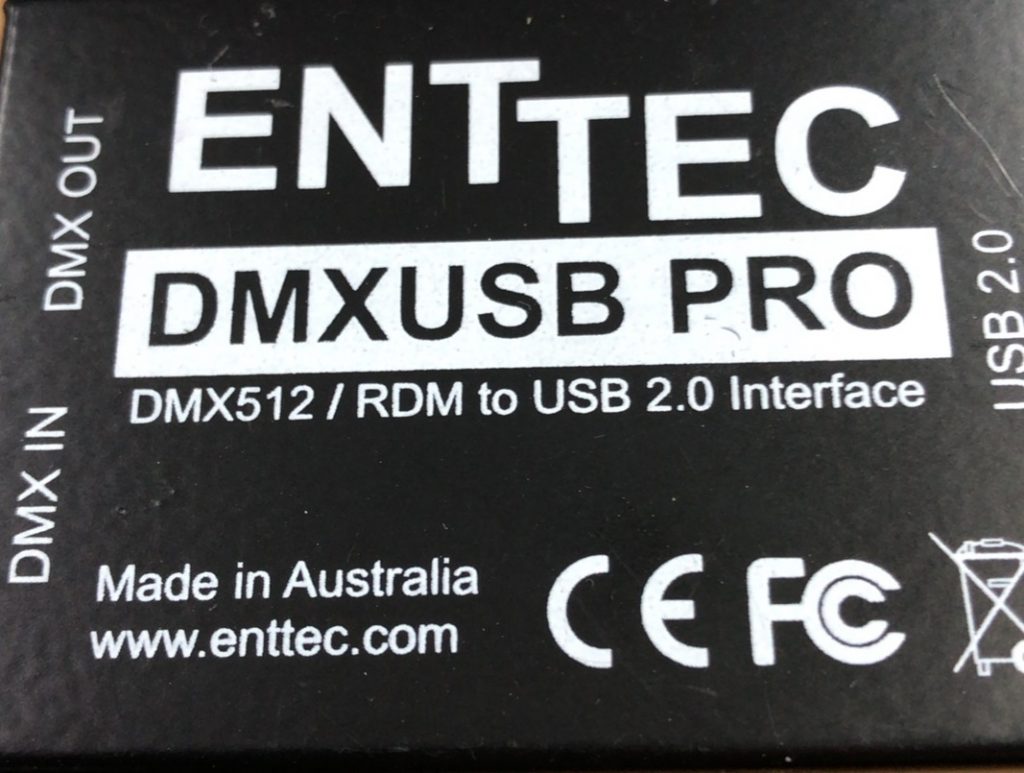 ENTTEC
DMXUSB PRO
DMX512 / RDM to USB 2.0 Interface
DMX OUT
DMX IN
USB 2.0
Made in Australia
www.enttec.com
CE FC